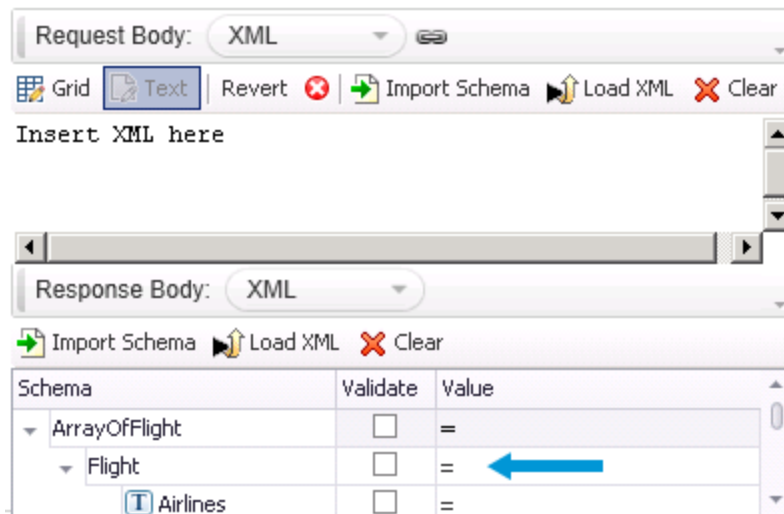 Request Body: XML
Grid Text Revert Import Schema Load XML Clear
Insert XML here
Response Body: XML
Import Schema Load XML Clear
Schema Validate Value
ArrayOfFlight =
Flight =
T Airlines =